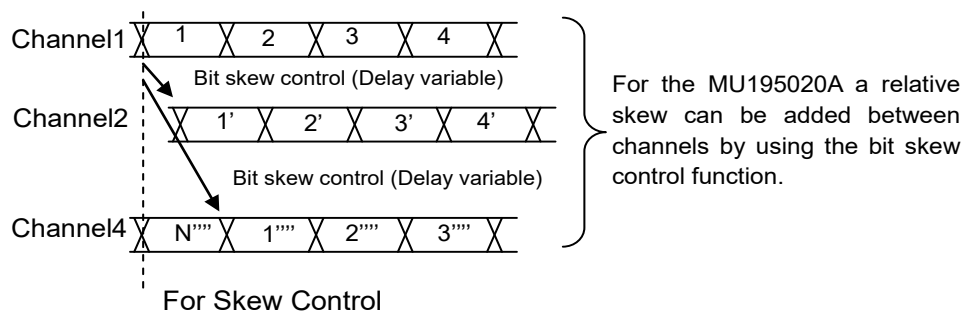 Channel1 1 2 3 4
Bit skew control (Delay variable)
Channel2 1' 2' 3' 4'
Bit skew control (Delay variable)
Channel4 N"" 1"" 2"" 3""
For Skew Control
For the MU195020A a relative
skew can be added between
channels by using the bit skew
control function.